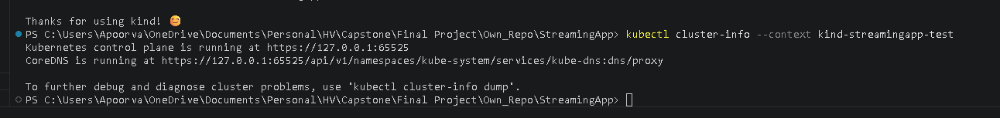 Thanks for using kind! 😊
PS C:\Users\Apoorva\OneDrive\Documents\Personal\HV\Capstone\Final Project\Own_Repo\StreamingApp> kubectl cluster-info --context kind-streamingapp-test
Kubernetes control plane is running at https://127.0.0.1:65525
CoreDNS is running at https://127.0.0.1:65525/api/v1/namespaces/kube-system/services/kube-dns:dns/proxy
To further debug and diagnose cluster problems, use 'kubectl cluster-info dump'.
PS C:\Users\Apoorva\OneDrive\Documents\Personal\HV\Capstone\Final Project\Own_Repo\StreamingApp>